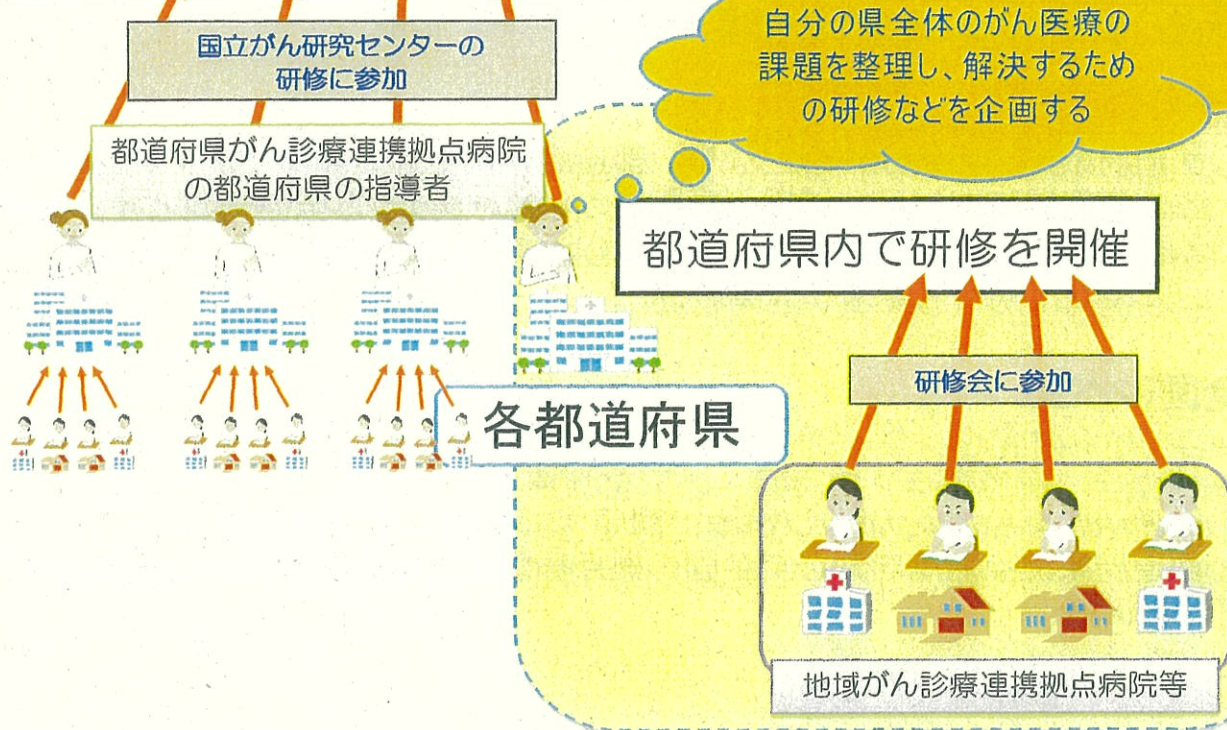 国立がん研究センターの
研修に参加
都道府県がん診療連携拠点病院
の都道府県の指導者
自分の県全体のがん医療の
課題を整理し、解決するため
の研修などを企画する
都道府県内で研修を開催
研修会に参加
各都道府県
地域がん診療連携拠点病院等